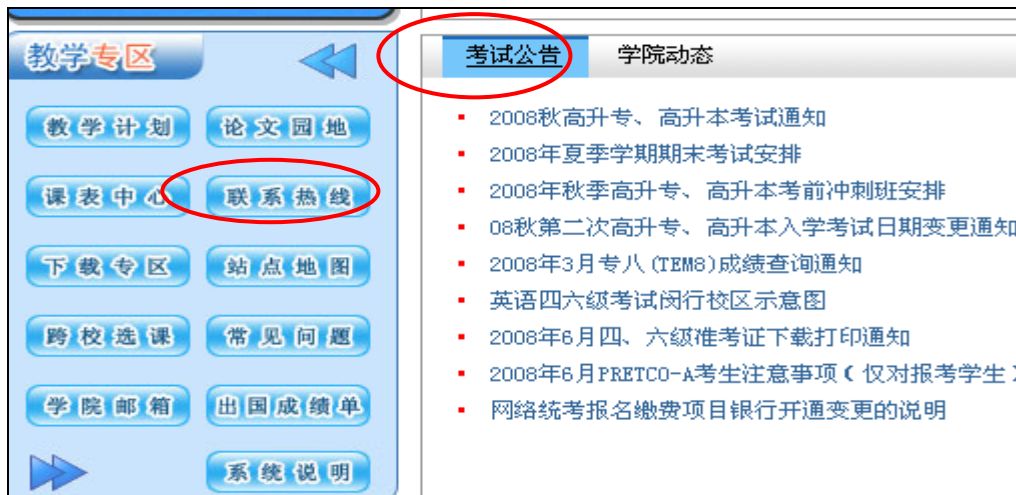 教学专区
教学计划 论文园地
课表中心 联系热线
下载专区 站点地图
跨校选课 常见问题
学院邮箱 出国成绩单
系统说明
考试公告 学院动态
2008秋高升专、高升本考试通知
2008年夏季学期期末考试安排
2008年秋季高升专、高升本考前冲刺班安排
08秋第二次高升专、高升本入学考试日期变更通知
2008年3月专八(TEM8)成绩查询通知
英语四六级考试闵行校区示意图
2008年6月四、六级准考证下载打印通知
2008年6月PRETCO-A考生注意事项(仅对报考学生)
网络统考报名缴费项目银行开通变更的说明